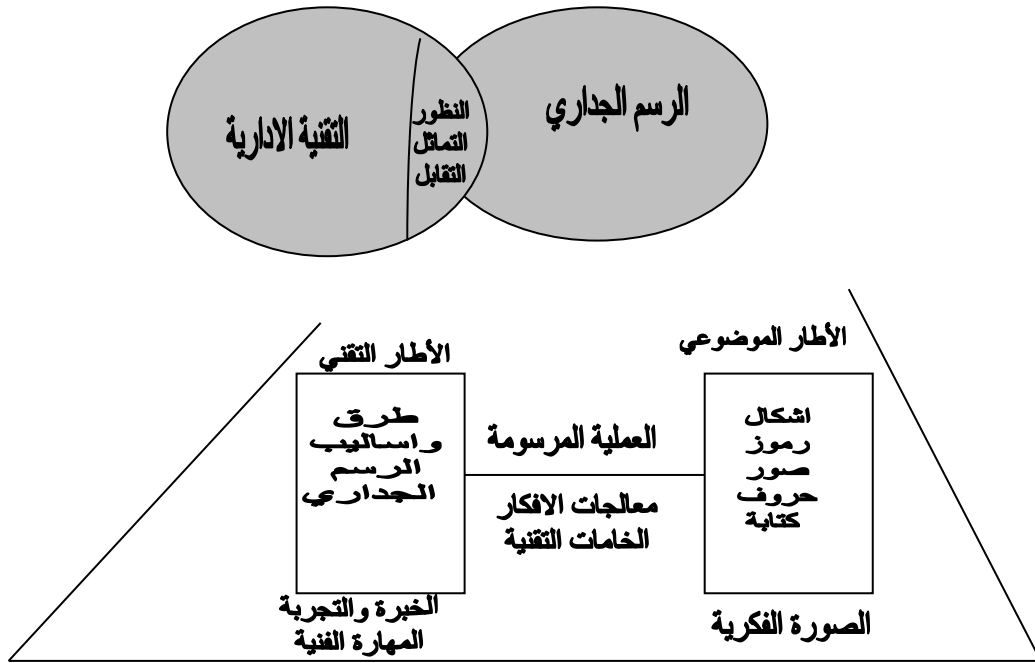 الرسم الجداري
التقنية الادارية
النظور
التماثل
التقابل
الأطار الموضوعي
اشكال
رموز
صور
حروف
كتابة
الصورة الفكرية
العملية المرسومة
معالجات الافكار
الخامات التقنية
الأطار التقني
طرق
واساليب
الرسم
الجداري
الخبرة والتجربة
المهارة الفنية